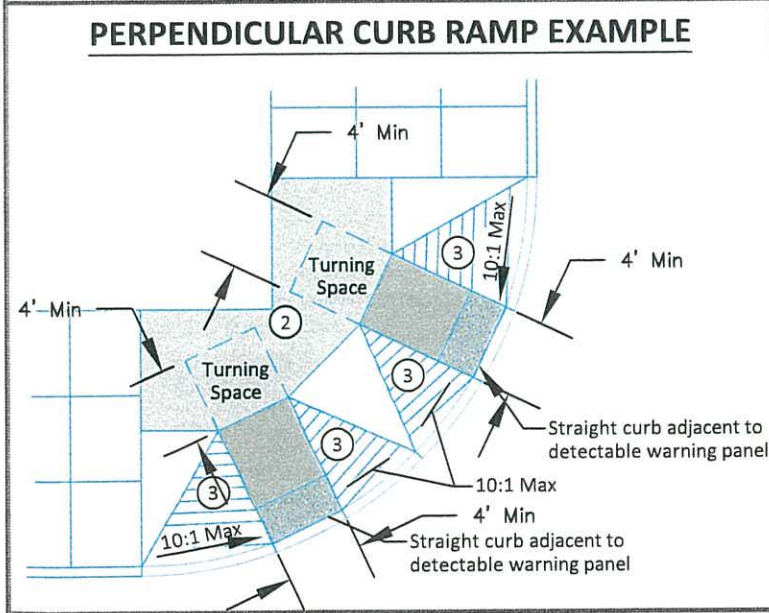 PERPENDICULAR CURB RAMP EXAMPLE
4' Min
Turning
Space
3
10:1 Max
4' Min
4' Min
2
Turning
Space
3
Straight curb adjacent to
detectable warning panel
3
3
10:1 Max
10:1 Max
4' Min
Straight curb adjacent to
detectable warning panel